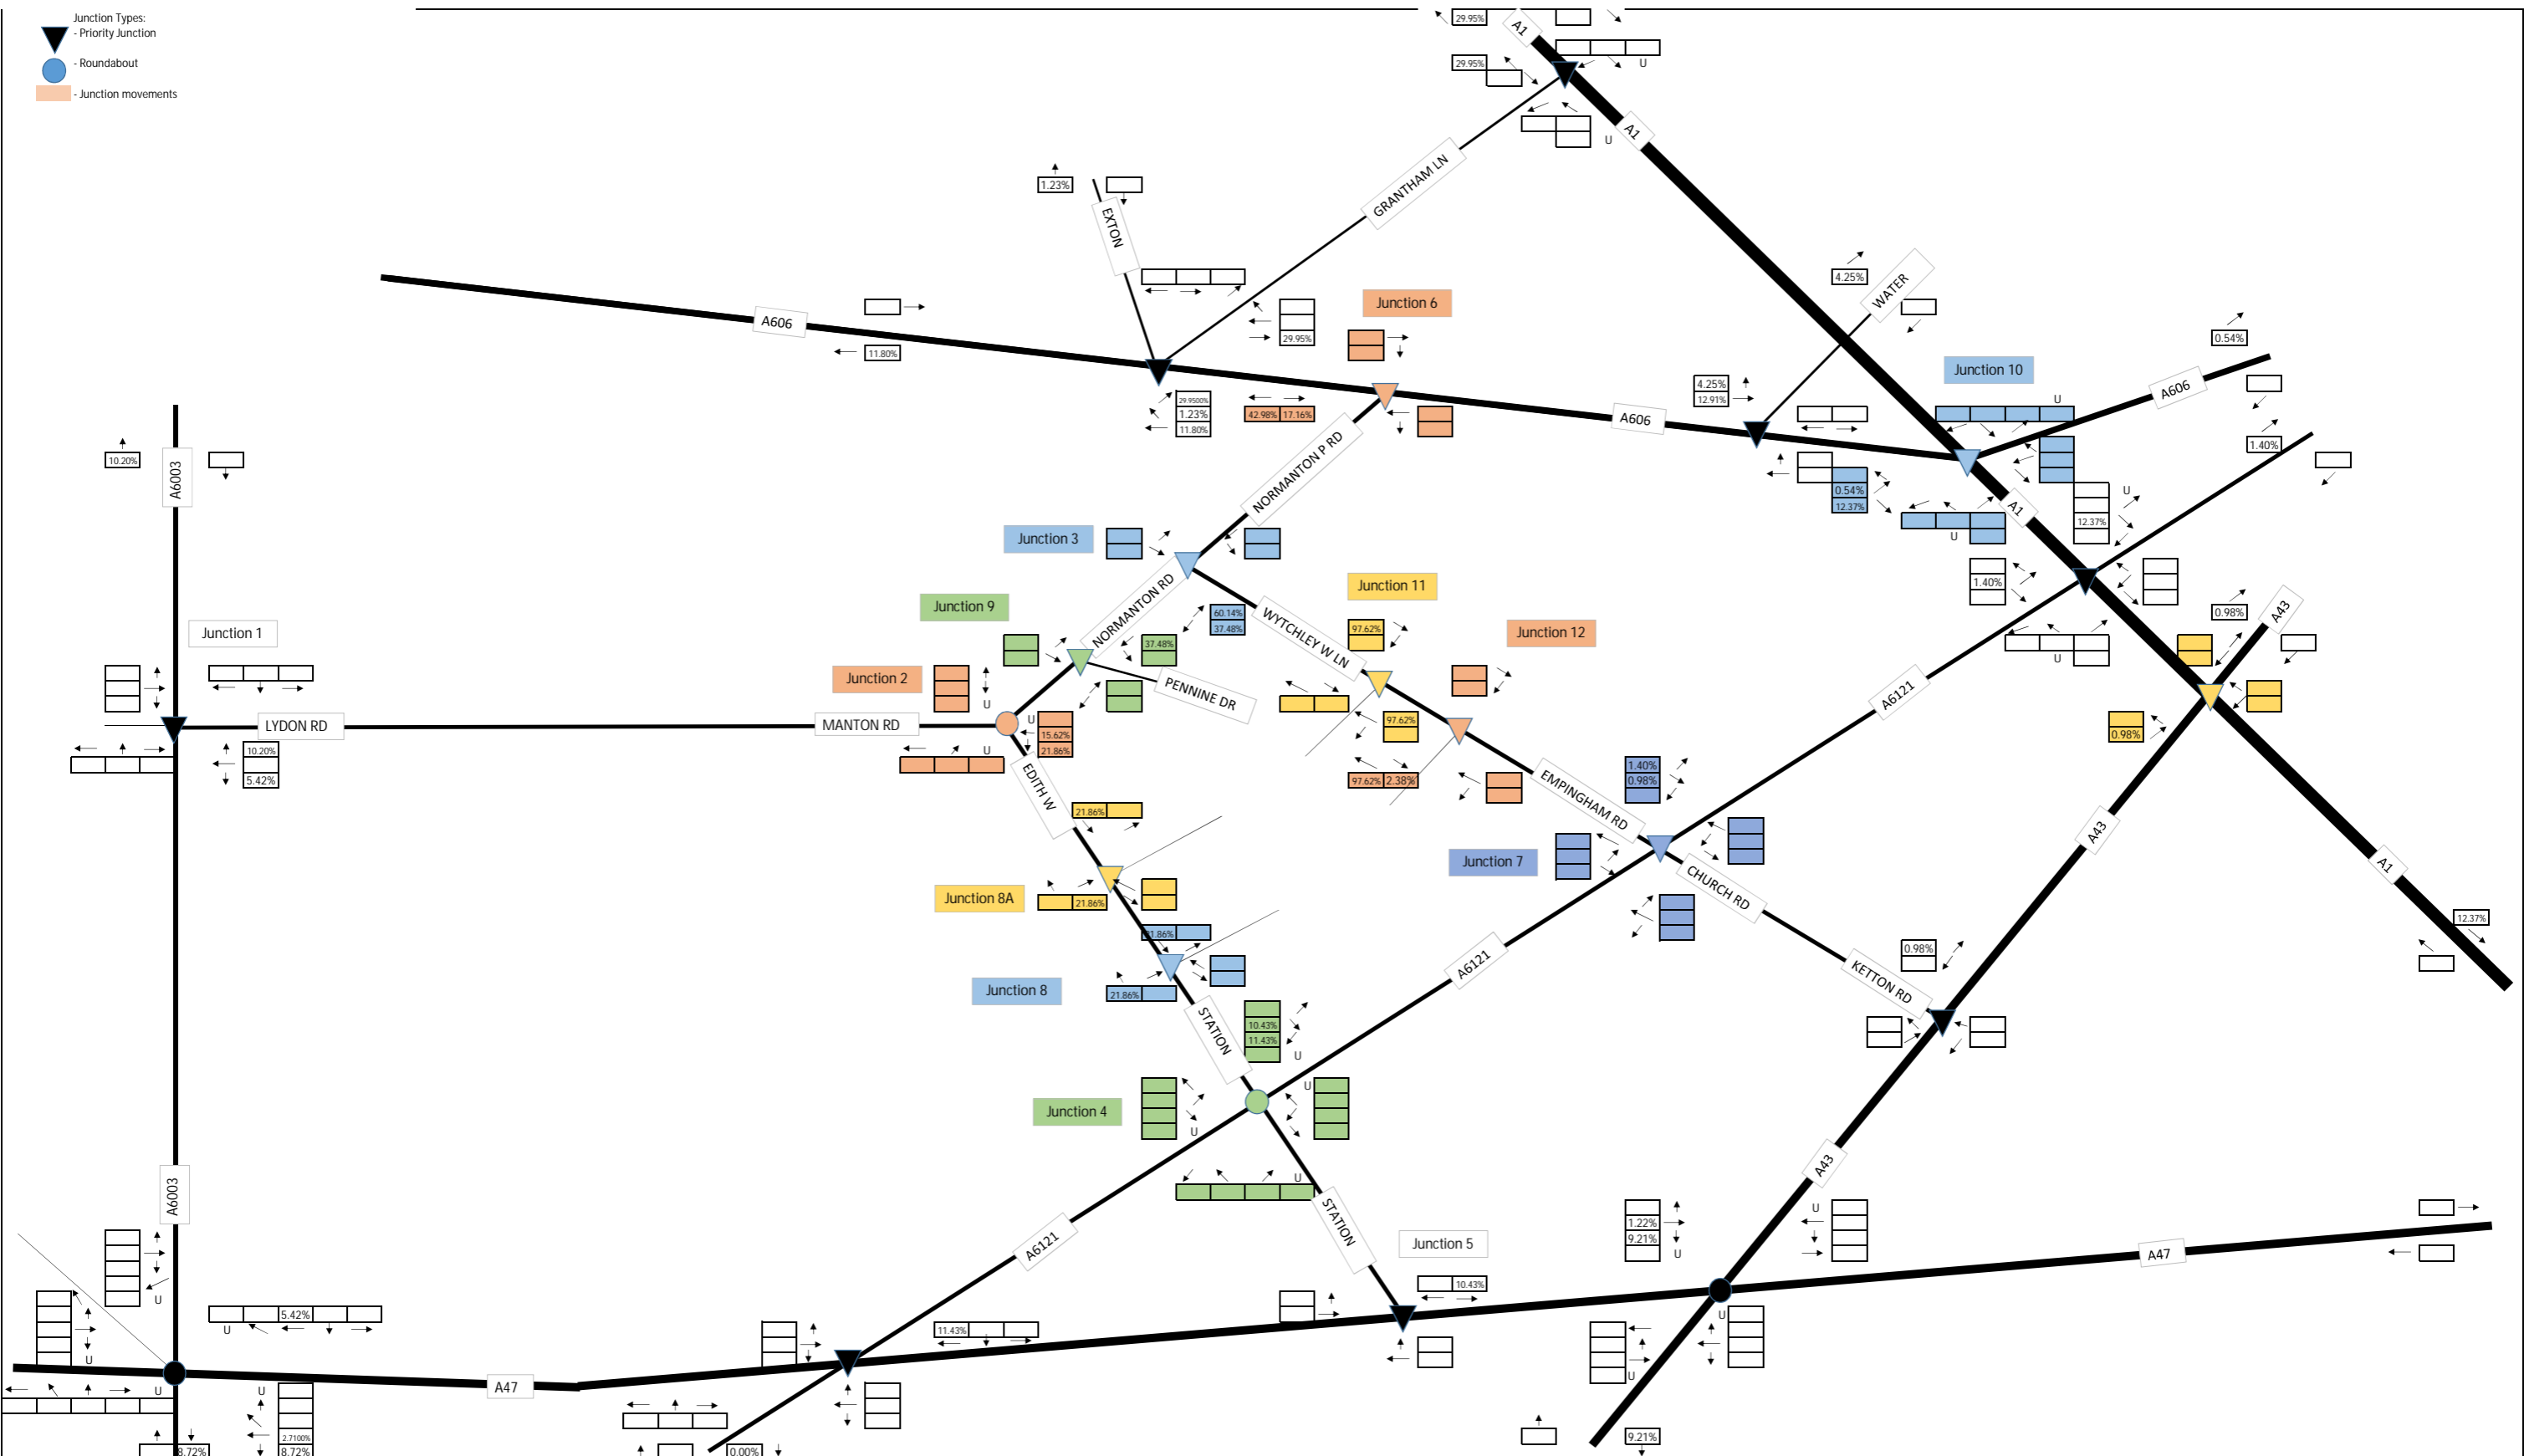 Junction Types:
- Priority Junction
- Roundabout
- Junction movements
29.95%
A1
29.95%
U
A1
U
GRANTHAM LN
1.23%
EXTON
4.25%
WATER
A606
11.80%
29.95%
Junction 6
0.54%
A606
Junction 10
4.25%
12.91%
29.9500%
1.23%
11.80%
42.98% 17.16%
A606
U
1.40%
10.20%
A6003
NORMANTON P RD
0.54%
12.37%
A1
U
12.37%
U
Junction 3
NORMANTON RD
60.14%
37.48%
WYTCHLEY W LN
Junction 11
1.40%
Junction 9
37.48%
97.62%
Junction 12
0.98%
A43
Junction 1
U
Junction 2
U
PENNINE DR
A6121
LYDON RD
MANTON RD
U
15.62%
21.86%
97.62%
0.98%
10.20%
5.42%
U
EDITH W
97.62% 2.38%
EMPINGHAM RD
1.40%
0.98%
21.86%
A43
Junction 7
A1
CHURCH RD
Junction 8A
21.86%
12.37%
1.86%
A6121
0.98%
KETTON RD
Junction 8
21.86%
STATION
10.43%
11.43%
U
Junction 4
U
U
A43
A6003
U
STATION
A6121
Junction 5
1.22%
9.21%
U
U
A47
10.43%
U
5.42%
U
11.43%
U
U
U
A47
U
U
2.7100%
8.72%
8.72%
0.00%
9.21%